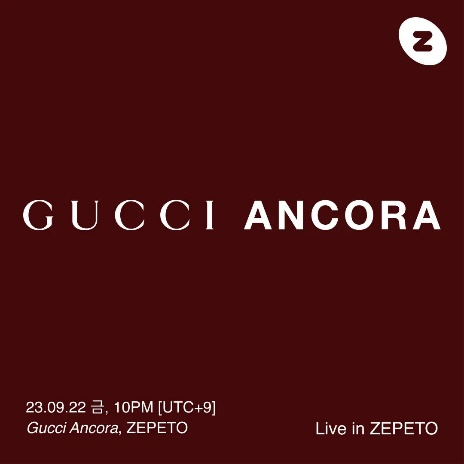 Z
GUCCI ANCORA
23.09.22 금, 10PM [UTC+9]
Gucci Ancora, ZEPETO
Live in ZEPETO